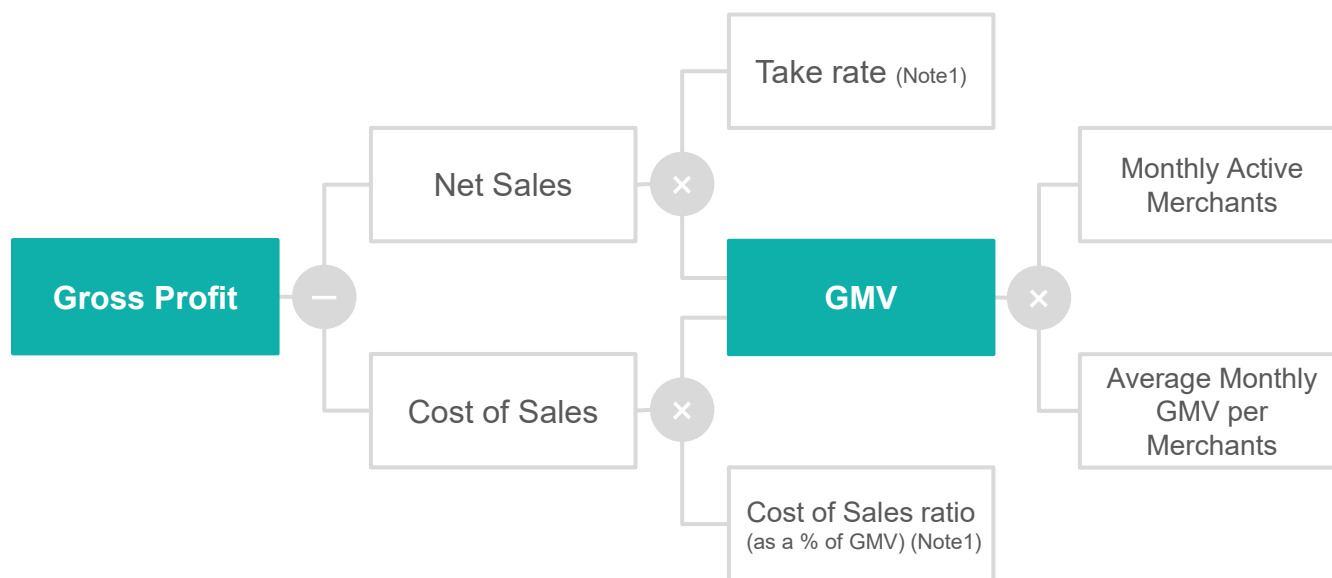 Take rate (Note1)
Net Sales
Monthly Active
Merchants
Gross Profit
GMV
Cost of Sales
Average Monthly
GMV per
Merchants
Cost of Sales ratio
(as a % of GMV) (Note1)